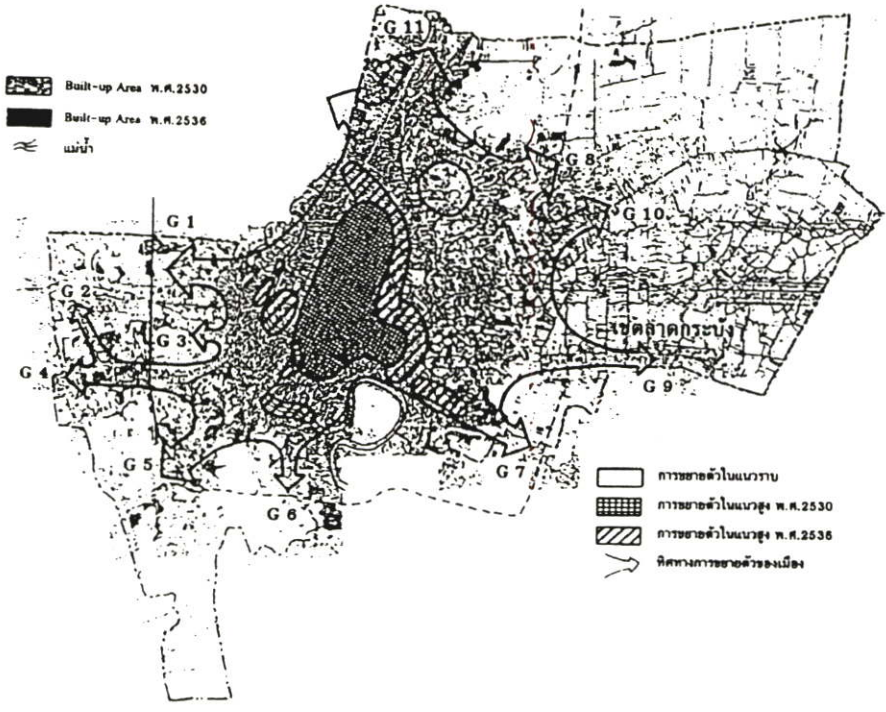 G 11
Built-up Area พ.ศ.2530
Built-up Area พ.ศ.2536
แม่น้ำ
G 8
G 1
G 10
G 2
G 3
เขตลาดกระบัง
G 4
G 9
G 5
G 7
G 6
การขยายตัวในแนวราบ
การขยายตัวในแนวสูง พ.ศ.2530
การขยายตัวในแนวสูง พ.ศ.2536
ทิศทางการขยายตัวของเมือง